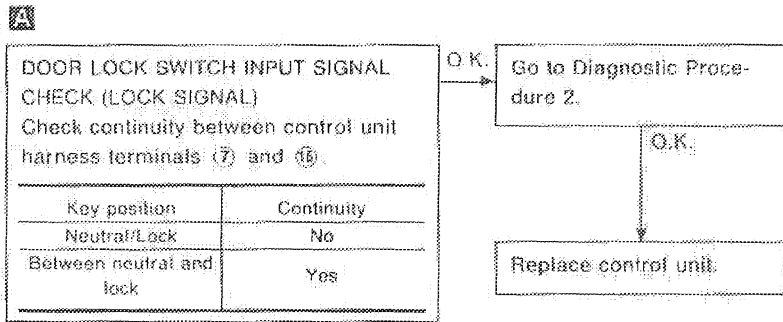 A
DOOR LOCK SWITCH INPUT SIGNAL
CHECK (LOCK SIGNAL)
Check continuity between control unit
harness terminals ⑦ and ⑯.
Key position Continuity
Neutral/Lock No
Between neutral and
lock
Yes
O.K.
Go to Diagnostic Proce-
dure 2.
O.K.
Replace control unit.